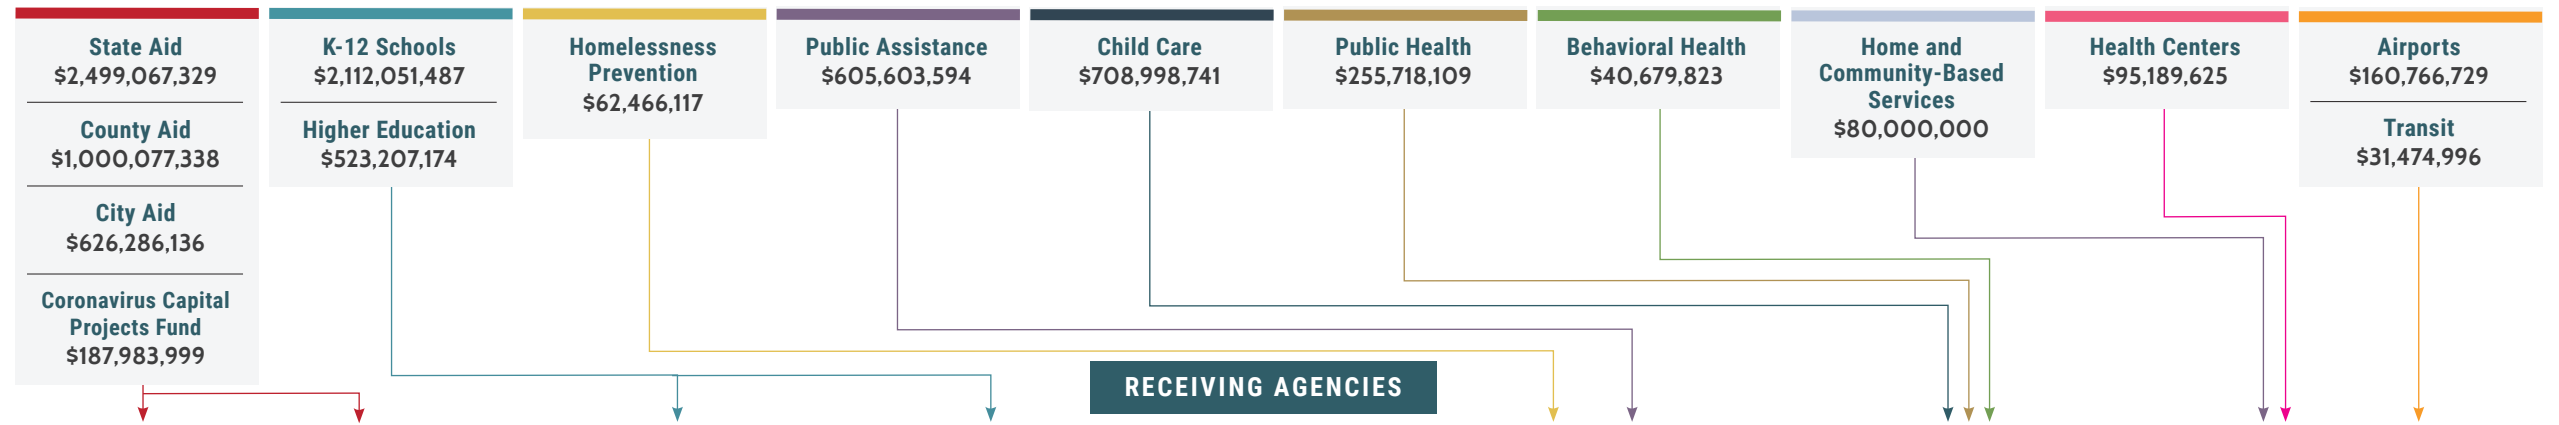 State Aid
$2,499,067,329
County Aid
$1,000,077,338
City Aid
$626,286,136
Coronavirus Capital
Projects Fund
$187,983,999
K-12 Schools
$2,112,051,487
Higher Education
$523,207,174
Homelessness
Prevention
$62,466,117
Public Assistance
$605,603,594
Child Care
$708,998,741
Public Health
$255,718,109
Behavioral Health
$40,679,823
Home and
Community-Based
Services
$80,000,000
Health Centers
$95,189,625
Airports
$160,766,729
Transit
$31,474,996
RECEIVING AGENCIES